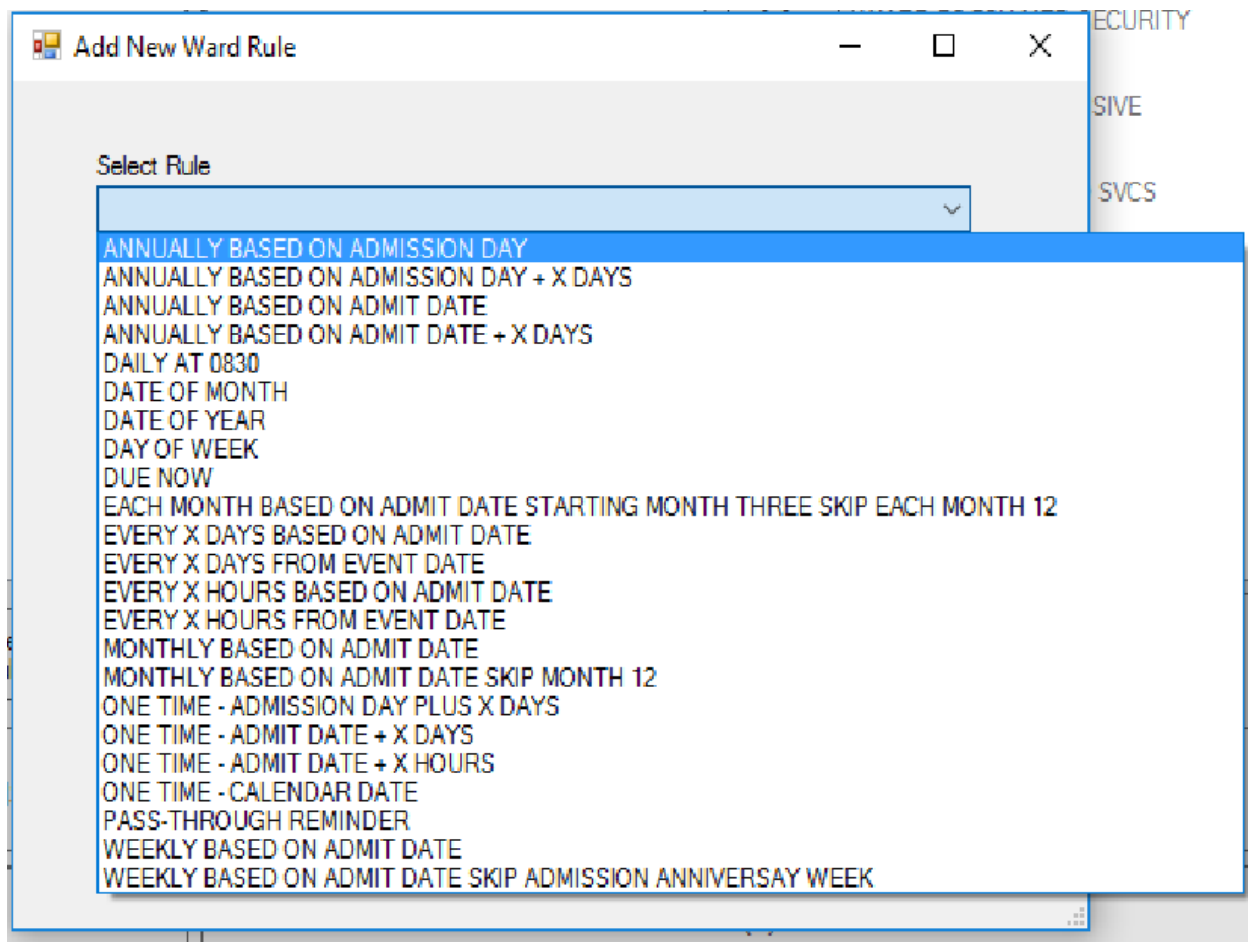 ECURITY
Add New Ward Rule
SIVE
Select Rule
SVCS
ANNUALLY BASED ON ADMISSION DAY
ANNUALLY BASED ON ADMISSION DAY + X DAYS
ANNUALLY BASED ON ADMIT DATE
ANNUALLY BASED ON ADMIT DATE + X DAYS
DAILY AT 0830
DATE OF MONTH
DATE OF YEAR
DAY OF WEEK
DUE NOW
EACH MONTH BASED ON ADMIT DATE STARTING MONTH THREE SKIP EACH MONTH 12
EVERY X DAYS BASED ON ADMIT DATE
EVERY X DAYS FROM EVENT DATE
EVERY X HOURS BASED ON ADMIT DATE
EVERY X HOURS FROM EVENT DATE
MONTHLY BASED ON ADMIT DATE
MONTHLY BASED ON ADMIT DATE SKIP MONTH 12
ONE TIME - ADMISSION DAY PLUS X DAYS
ONE TIME - ADMIT DATE + X DAYS
ONE TIME - ADMIT DATE + X HOURS
ONE TIME - CALENDAR DATE
PASS-THROUGH REMINDER
WEEKLY BASED ON ADMIT DATE
WEEKLY BASED ON ADMIT DATE SKIP ADMISSION ANNIVERSAY WEEK